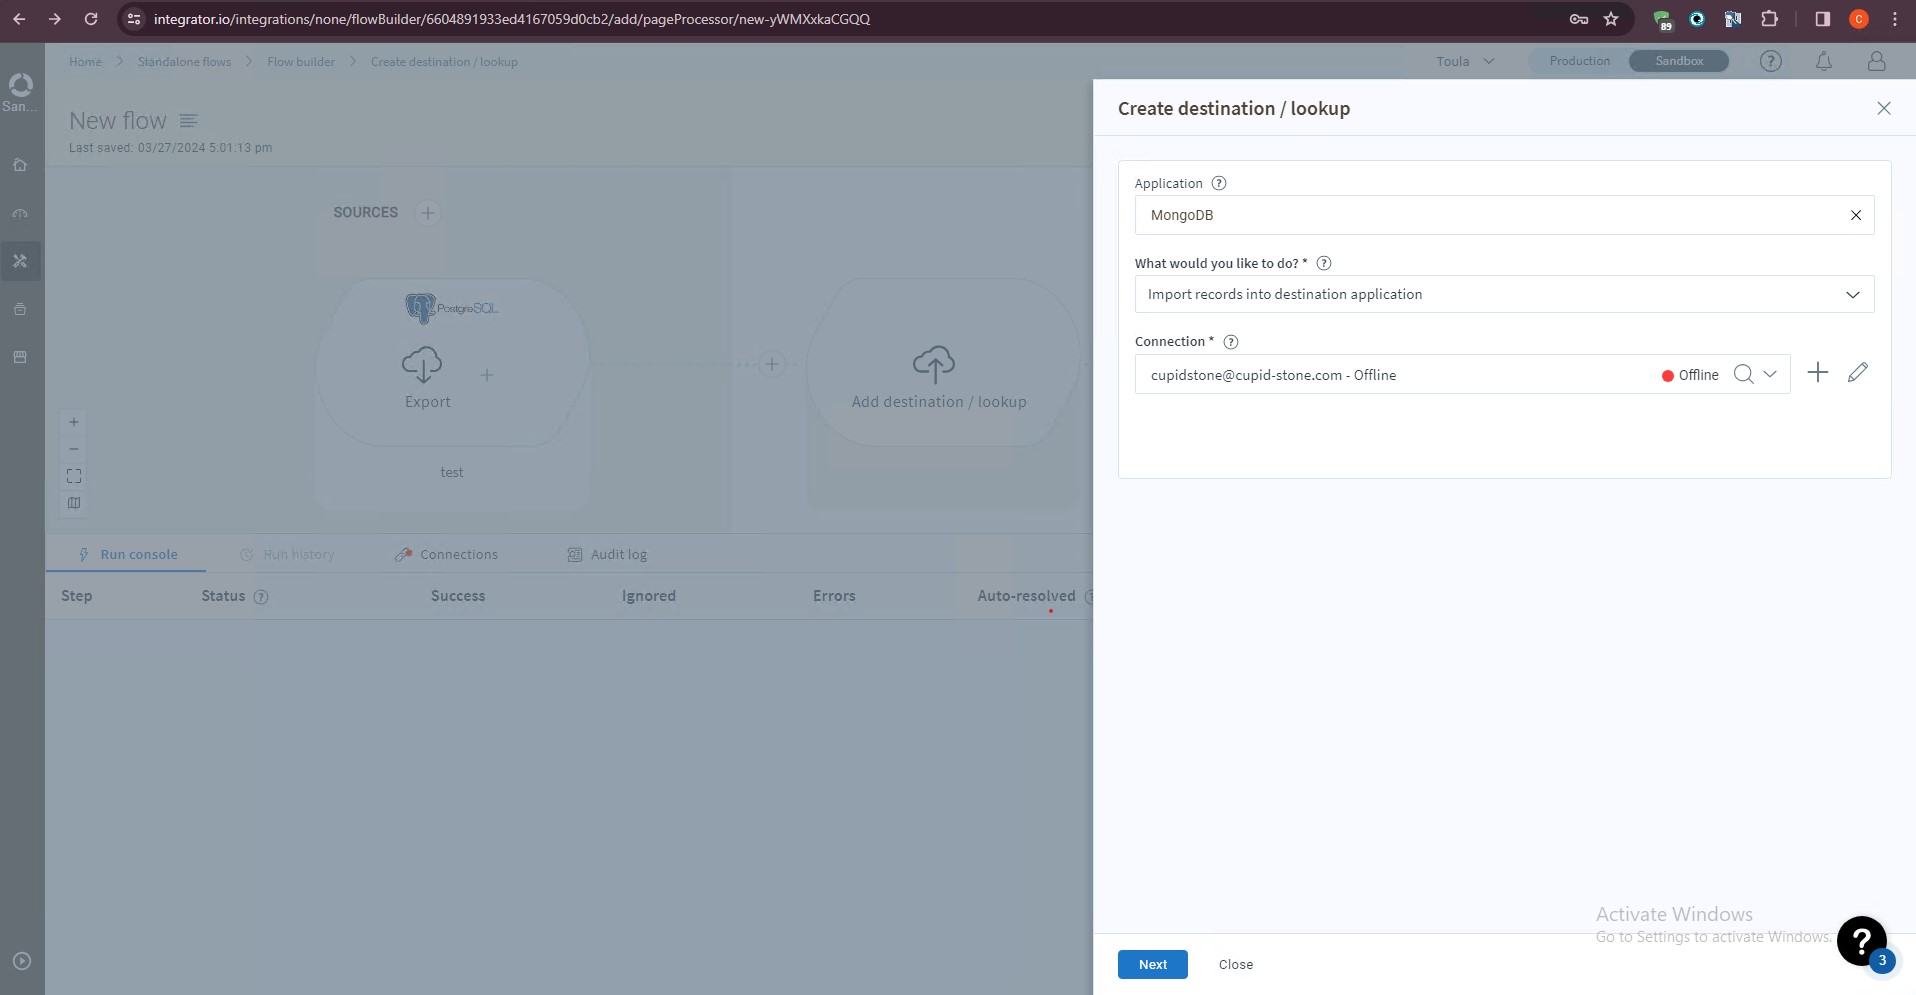 integrator.io/integrations/none/flowBuilder/6604891933ed4167059d0cb2/add/pageProcessor/new-yWMXxkaCGQQ
89
C
San...
Home
Standalone flows
Flow builder
Create destination / lookup
Toula
Production
Sandbox
New flow
Last saved: 03/27/2024 5:01:13 pm
SOURCES
PostgreSQL
Export
test
Add destination / lookup
Run console
Run history
Connections
Audit log
Step
Status
Success
Ignored
Errors
Auto-resolved
Create destination / lookup
Application
MongoDB
What would you like to do? *
Import records into destination application
Connection *
cupidstone@cupid-stone.com - Offline
Offline
Next
Close
Activate Windows
Go to Settings to activate Windows.
3